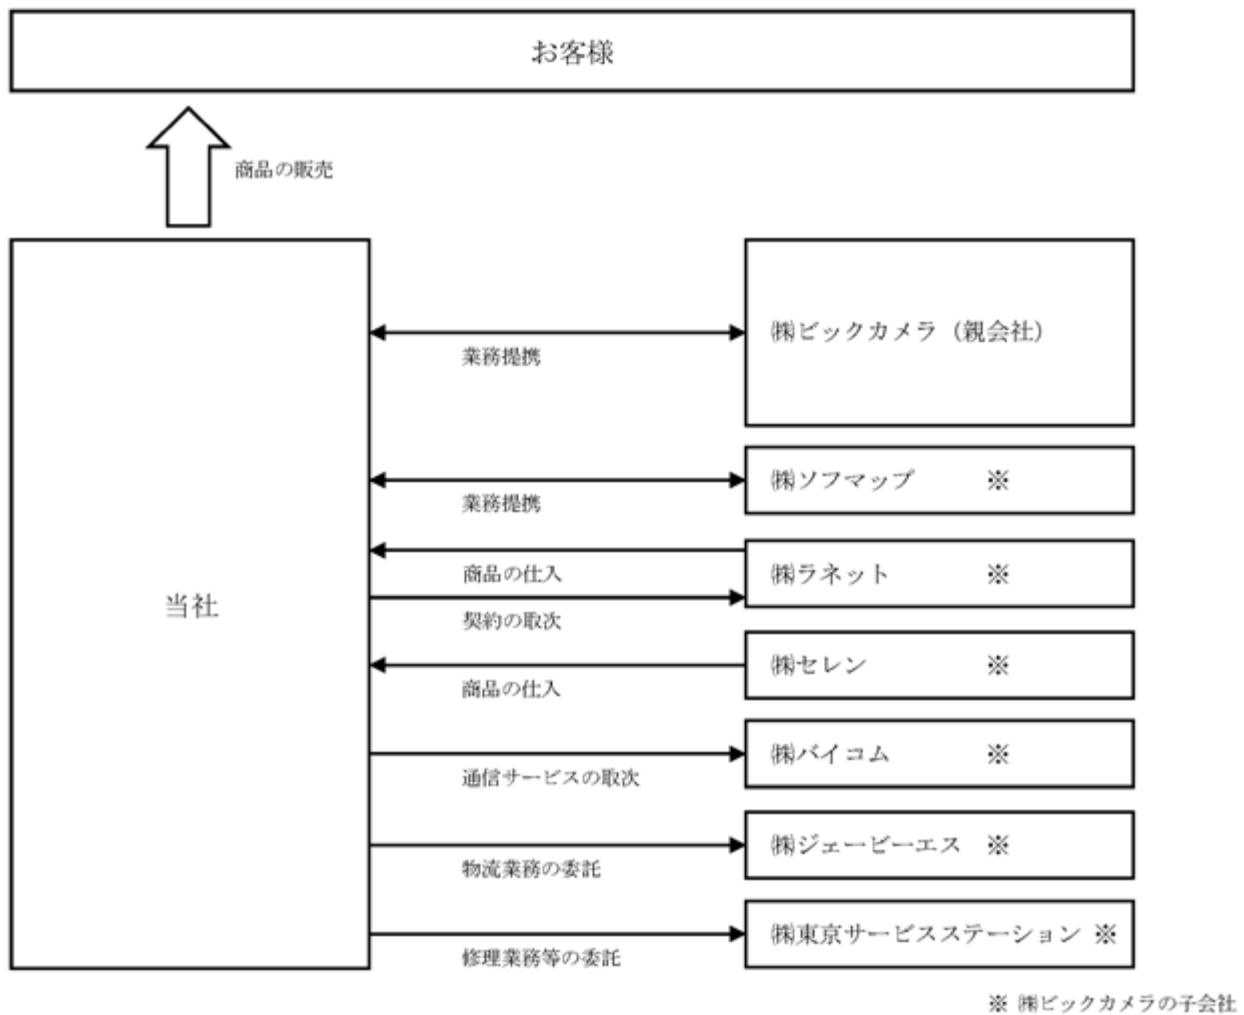 お客様
商品の販売
当社
㈱ビックカメラ（親会社）
業務提携
㈱ソフマップ ※
業務提携
㈱ラネット ※
商品の仕入
契約の取次
㈱セレン ※
商品の仕入
㈱バイコム ※
通信サービスの取次
㈱ジェービーエス ※
物流業務の委託
㈱東京サービスステーション ※
修理業務等の委託
※ ㈱ビックカメラの子会社